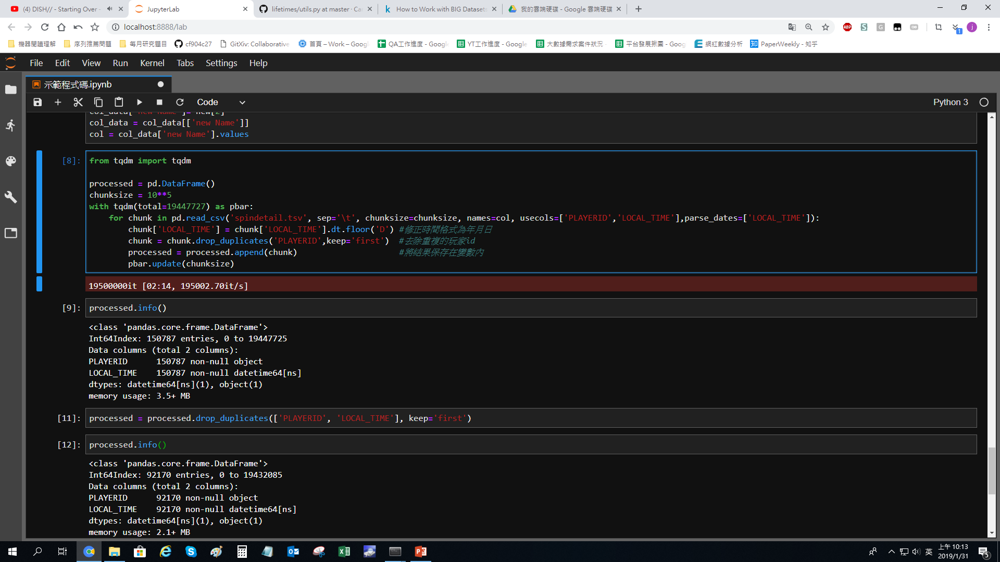 (4) DISH// - Starting Over -
JupyterLab
lifetimes/utils.py at master · Ca
How to Work with BIG Datasets
我的雲端硬碟 - Google 雲端硬碟
localhost:8888/lab
機器閱讀理解
序列推薦問題
每月研究題目
cf904c27
GitXiv: Collaborative
首頁 – Work – Googl
QA工作進度 - Google
YT工作進度 - Google
大數據需求案件狀況 -
平台發展揪團 - Goog
網紅數據分析
PaperWeekly - 知乎
File Edit View Run Kernel Tabs Settings Help
示範程式碼.ipynb
Code
Python 3
col_data['new Name']= new[2]
col_data = col_data[['new Name']]
col = col_data['new Name'].values
[8]:
from tqdm import tqdm
processed = pd.DataFrame()
chunksize = 10**5
with tqdm(total=19447727) as pbar:
for chunk in pd.read_csv('spindetail.tsv', sep='\t', chunksize=chunksize, names=col, usecols=['PLAYERID','LOCAL_TIME'],parse_dates=['LOCAL_TIME']):
chunk['LOCAL_TIME'] = chunk['LOCAL_TIME'].dt.floor('D') #修正時間格式為年月日
chunk = chunk.drop_duplicates('PLAYERID',keep='first') #去除重複的玩家id
processed = processed.append(chunk) #將結果保存在變數內
pbar.update(chunksize)
19500000it [02:14, 195002.70it/s]
[9]:
processed.info()
<class 'pandas.core.frame.DataFrame'>
Int64Index: 150787 entries, 0 to 19447725
Data columns (total 2 columns):
PLAYERID 150787 non-null object
LOCAL_TIME 150787 non-null datetime64[ns]
dtypes: datetime64[ns](1), object(1)
memory usage: 3.5+ MB
[11]:
processed = processed.drop_duplicates(['PLAYERID', 'LOCAL_TIME'], keep='first')
[12]:
processed.info()
<class 'pandas.core.frame.DataFrame'>
Int64Index: 92170 entries, 0 to 19432085
Data columns (total 2 columns):
PLAYERID 92170 non-null object
LOCAL_TIME 92170 non-null datetime64[ns]
dtypes: datetime64[ns](1), object(1)
memory usage: 2.1+ MB
英
上午 10:13
2019/1/31
5